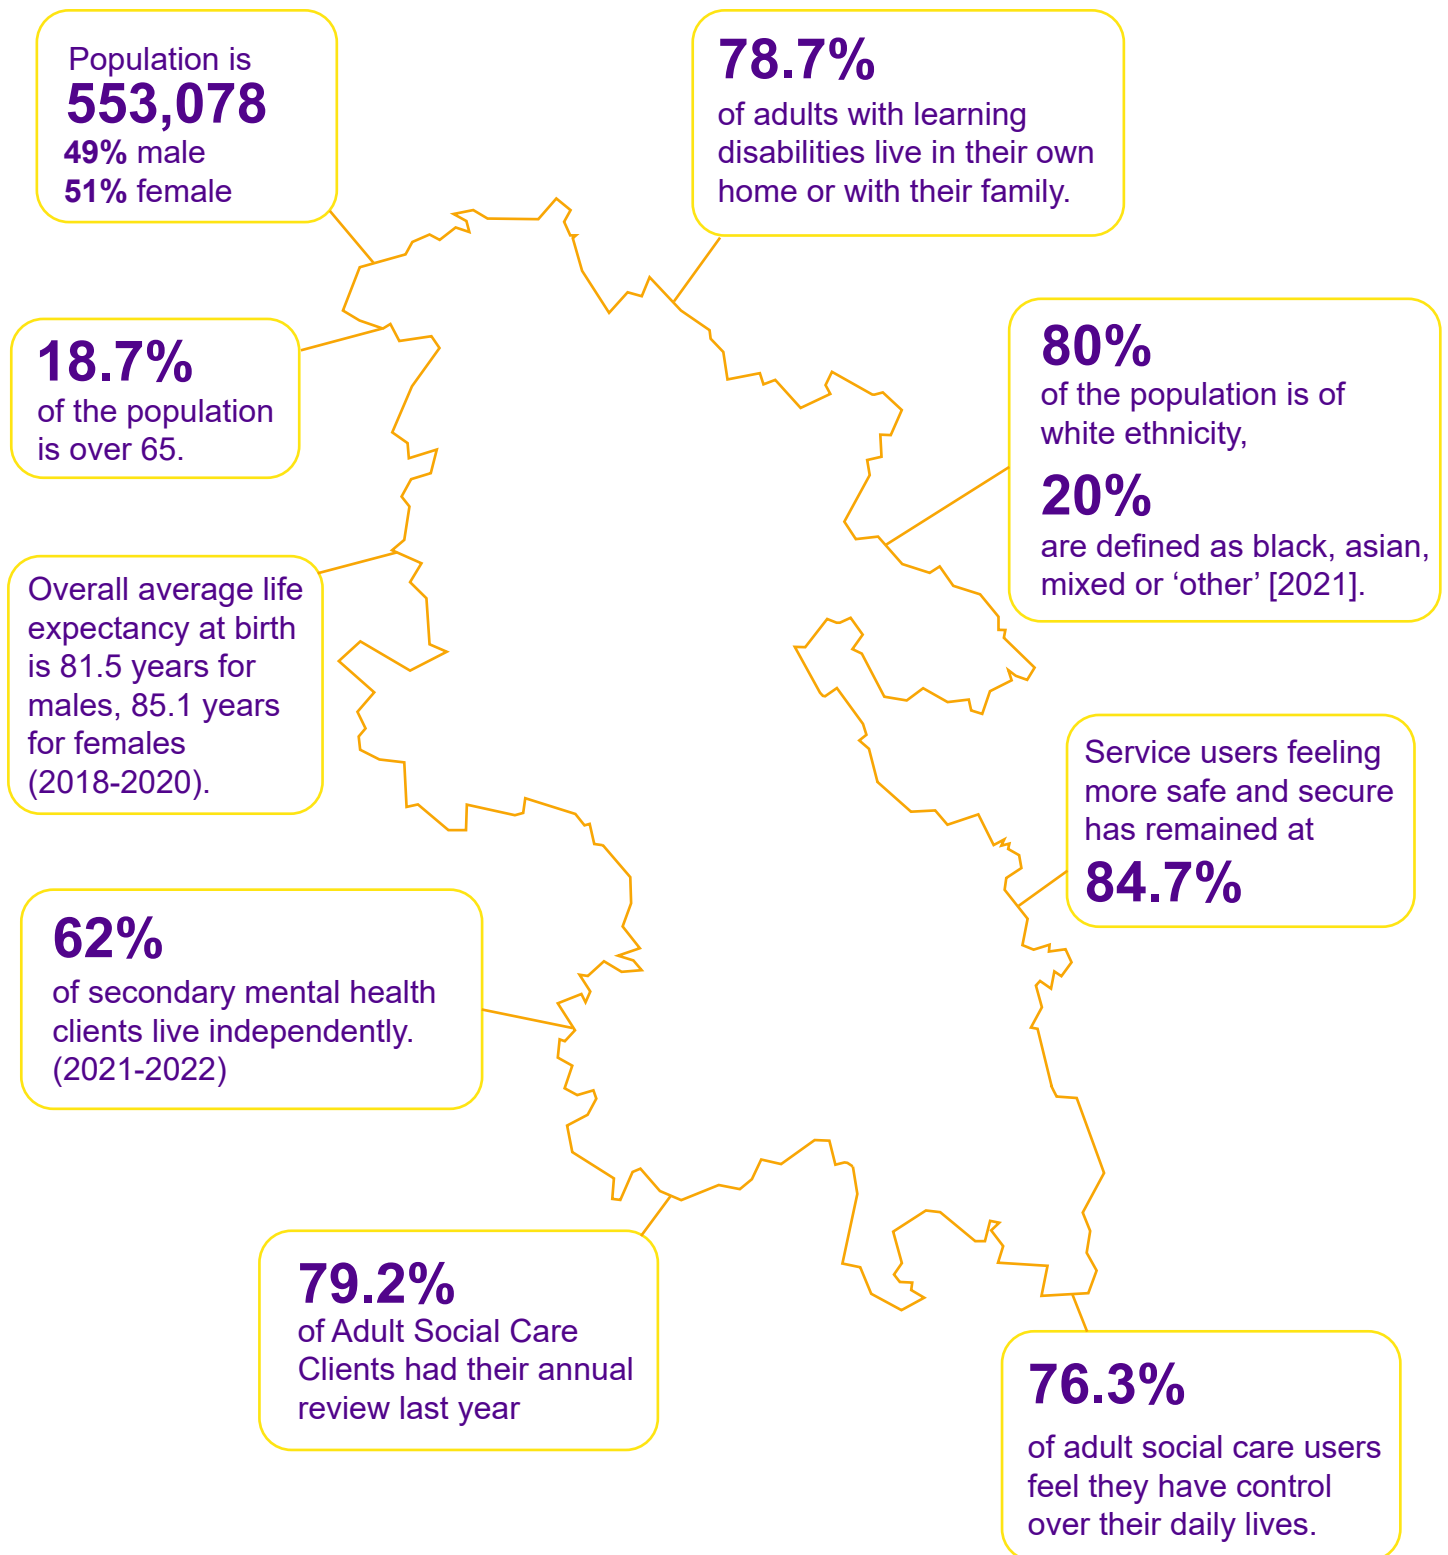 Population is
553,078
49% male
51% female
78.7%
of adults with learning
disabilities live in their own
home or with their family.
18.7%
of the population
is over 65.
80%
of the population is of
white ethnicity,
20%
are defined as black, asian,
mixed or ‘other’ [2021].
Overall average life
expectancy at birth
is 81.5 years for
males, 85.1 years
for females
(2018-2020).
Service users feeling
more safe and secure
has remained at
84.7%
62%
of secondary mental health
clients live independently.
(2021-2022)
79.2%
of Adult Social Care
Clients had their annual
review last year
76.3%
of adult social care users
feel they have control
over their daily lives.